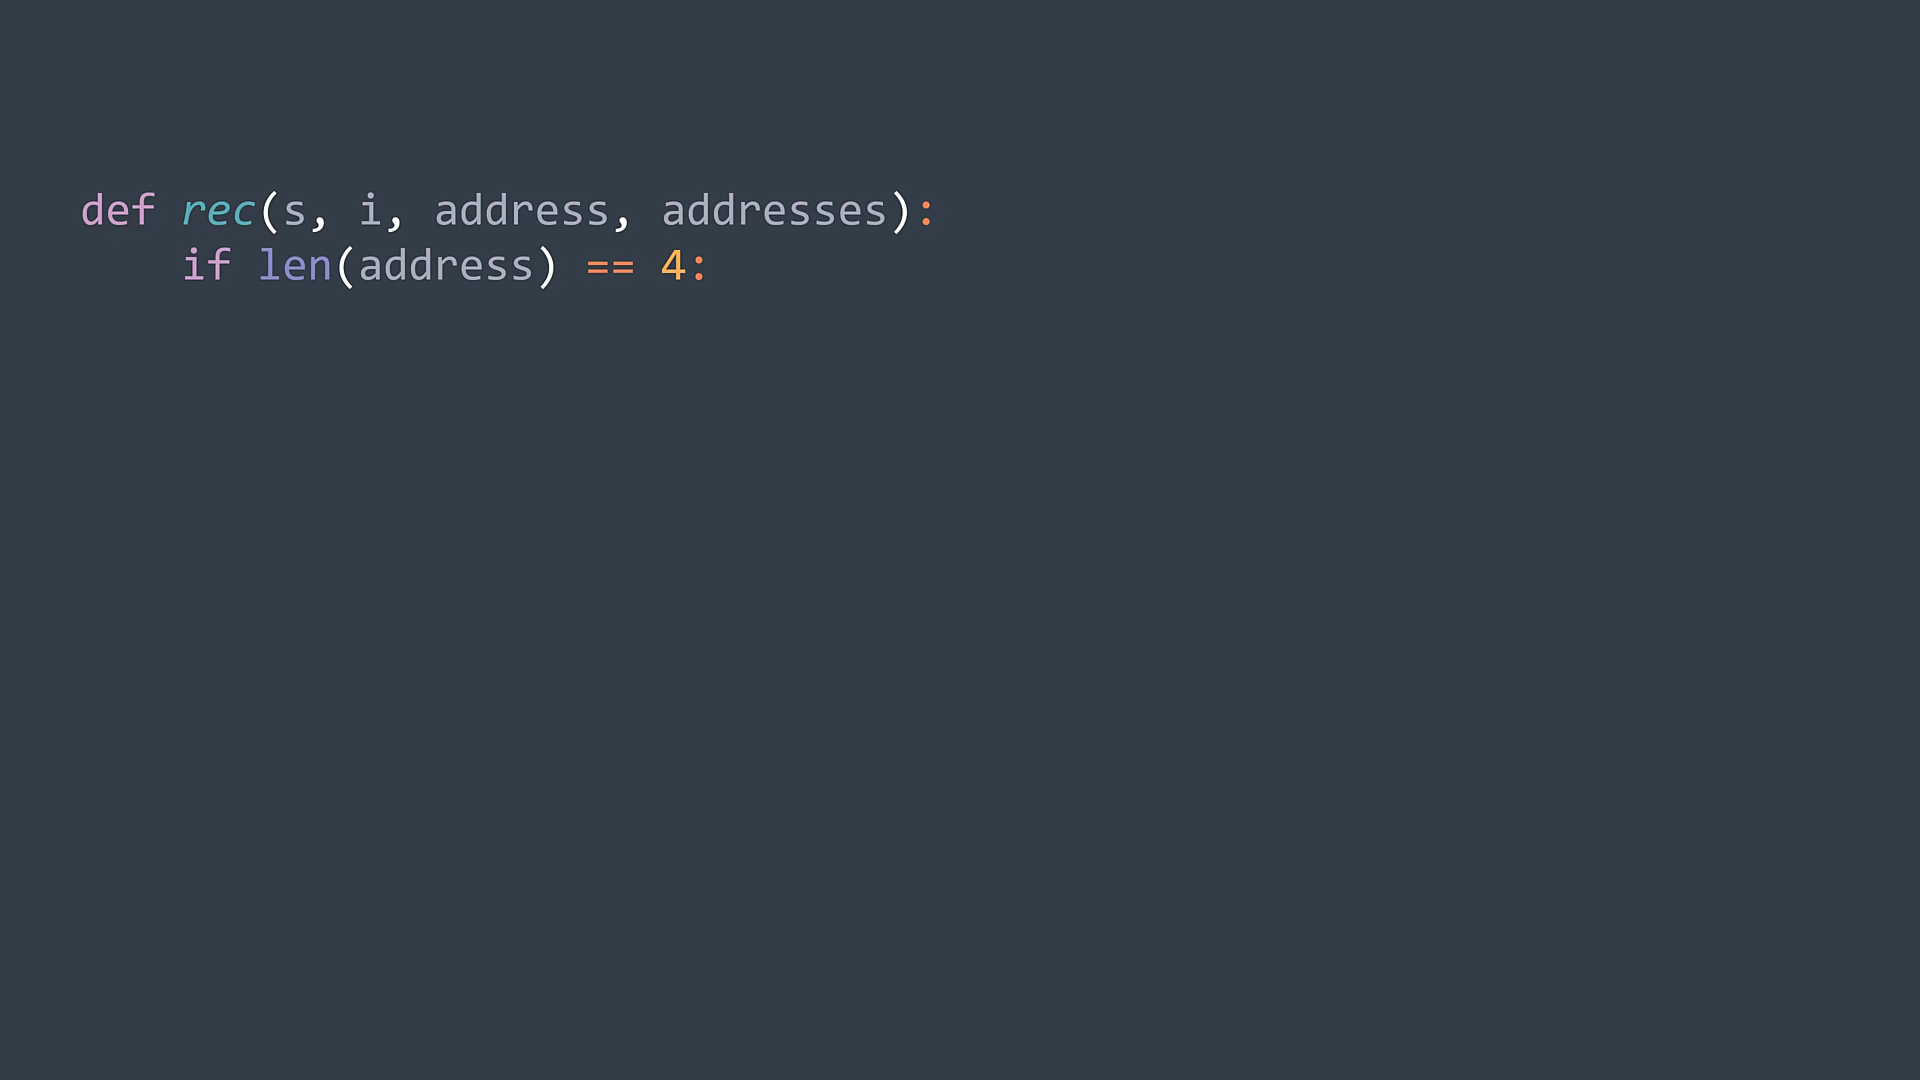 def rec(s, i, address, addresses):
    if len(address) == 4: